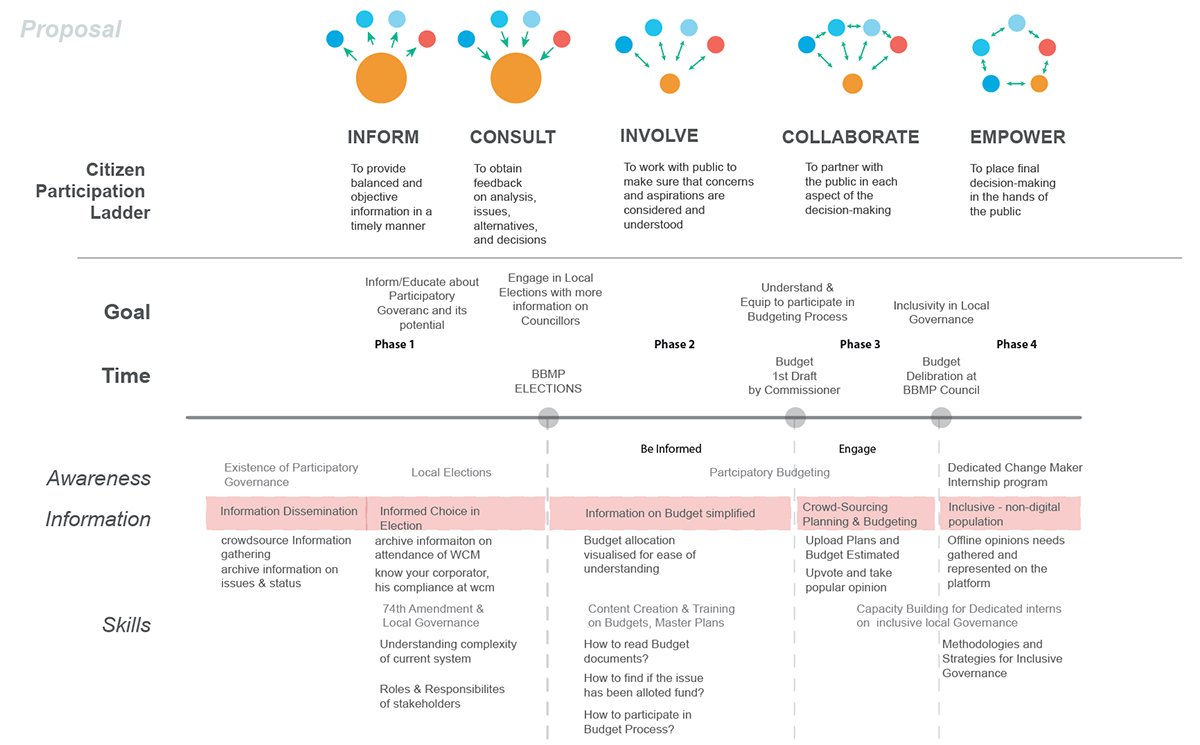 Proposal
INFORM
CONSULT
INVOLVE
COLLABORATE
EMPOWER
Citizen
Participation
Ladder
To provide
balanced and
objective
information in a
timely manner
To obtain
feedback
on analysis,
issues,
alternatives,
and decisions
To work with public to
make sure that concerns
and aspirations are
considered and
understood
To partner with
the public in each
aspect of the
decision-making
To place final
decision-making
in the hands of
the public
Goal
Inform/Educate about
Participatory
Goveranc and its
potential
Engage in Local
Elections with more
information on
Councillors
Understand &
Equip to participate in
Budgeting Process
Inclusivity in Local
Governance
Phase 1
Phase 2
Phase 3
Phase 4
Time
BBMP
ELECTIONS
Budget
1st Draft
by Commissioner
Budget
Delibration at
BBMP Council
Be Informed
Engage
Awareness
Existence of Participatory
Governance
Local Elections
Partcipatory Budgeting
Dedicated Change Maker
Internship program
Information
Information Dissemination
Informed Choice in
Election
Information on Budget simplified
Crowd-Sourcing
Planning & Budgeting
Inclusive - non-digital
population
crowdsource Information
gathering
archive information on
issues & status
archive informaiton on
attendance of WCM
know your corporator,
his compliance at wcm
Budget allocation
visualised for ease of
understanding
Upload Plans and
Budget Estimated
Upvote and take
popular opinion
Offline opinions needs
gathered and
represented on the
platform
Skills
74th Amendment &
Local Governance
Content Creation & Training
on Budgets, Master Plans
Capacity Building for Dedicated interns
on inclusive local Governance
Understanding complexity
of current system
Roles & Responsibilites
of stakeholders
How to read Budget
documents?
How to find if the issue
has been alloted fund?
How to participate in
Budget Process?
Methodologies and
Strategies for Inclusive
Governance